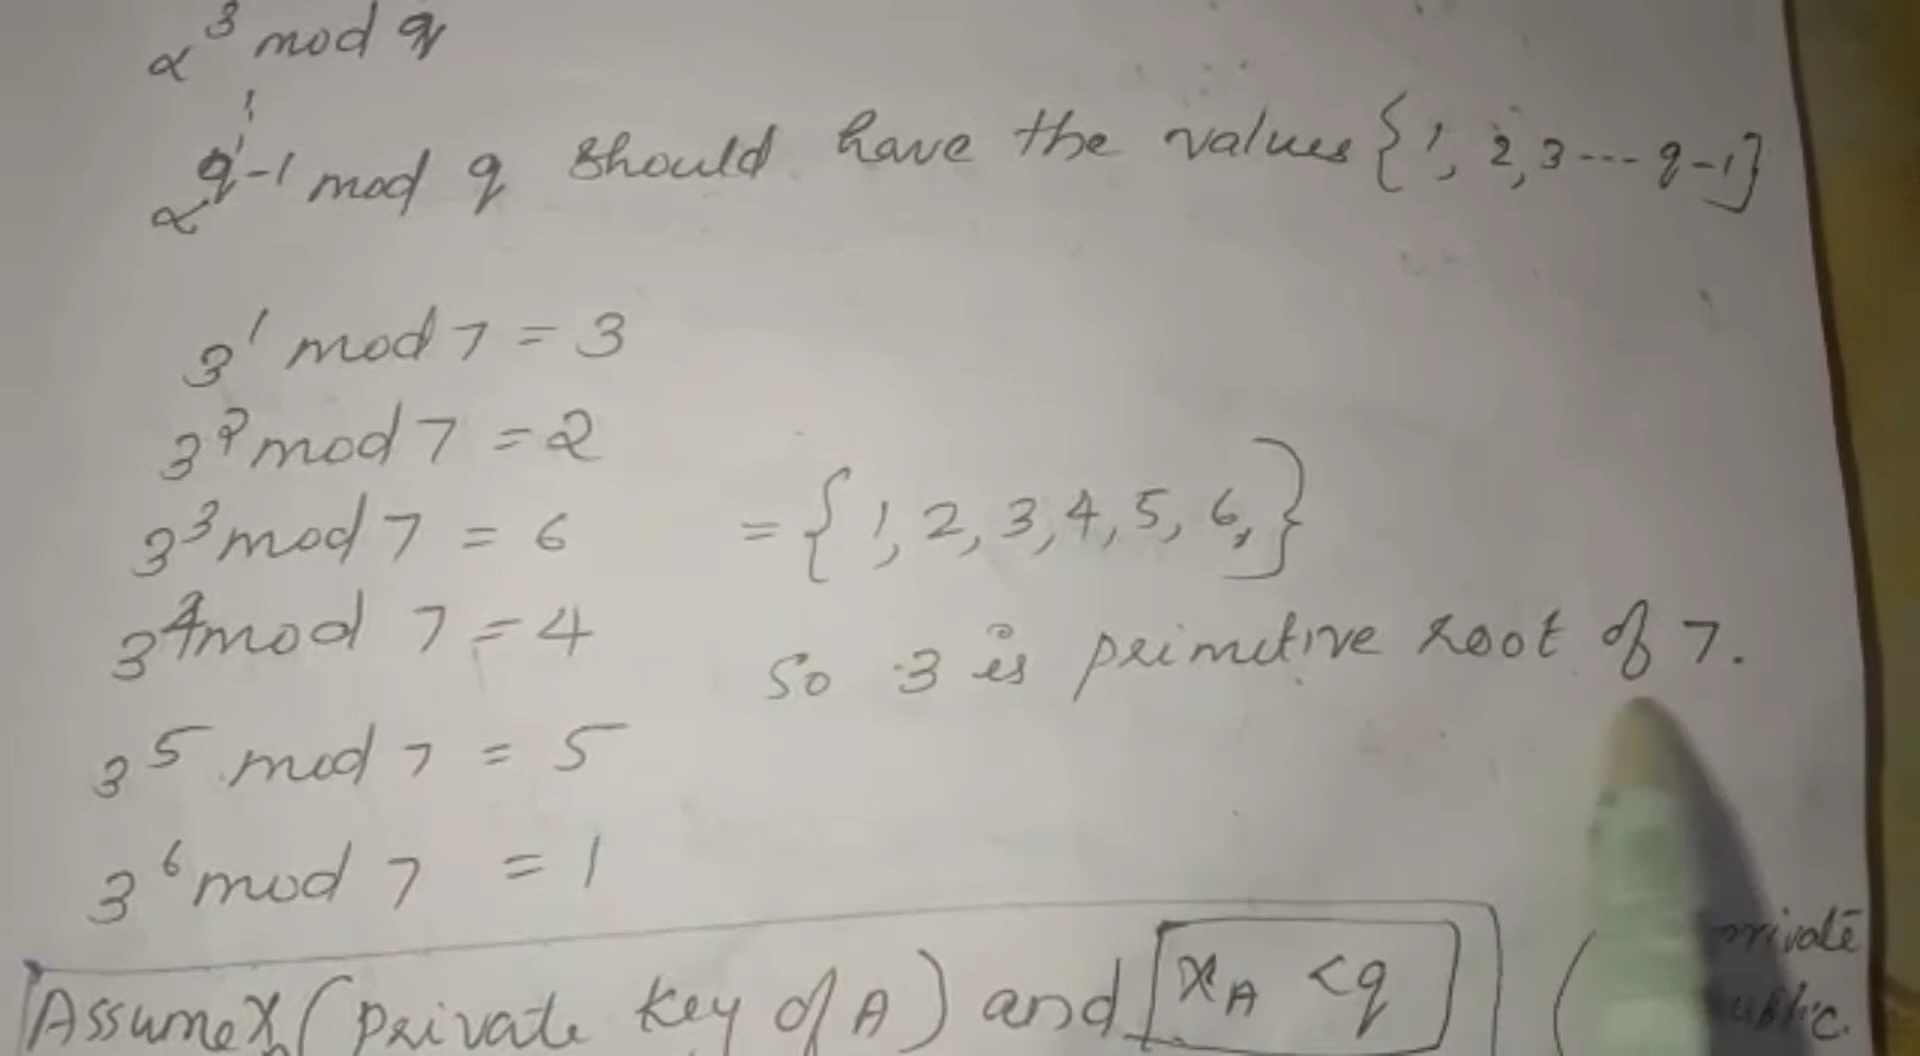 α³ mod q
α^q-1 mod q should have the values {1, 2, 3 --- q-1}
3¹ mod 7 = 3
3² mod 7 = 2
3³ mod 7 = 6
= {1, 2, 3, 4, 5, 6,}
3⁴ mod 7 = 4
So 3 is primitive root of 7.
3⁵ mod 7 = 5
3⁶ mod 7 = 1
Assume X (private key of A) and X_A < q (